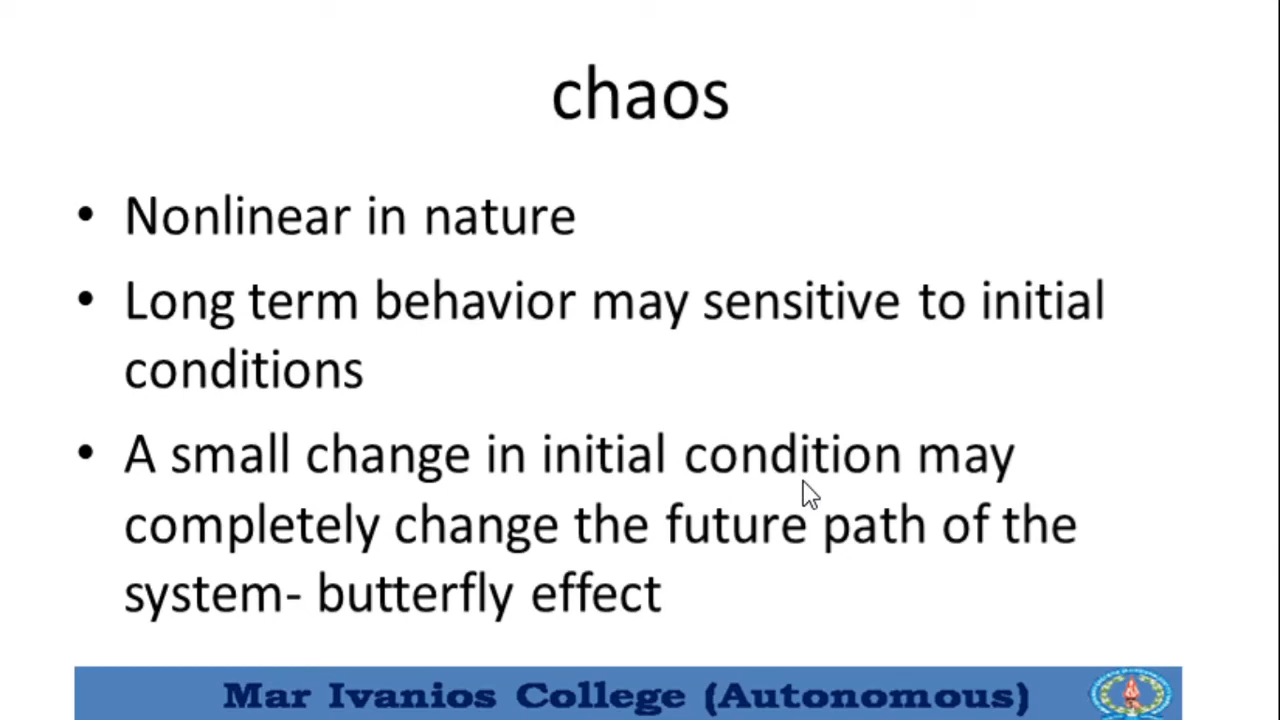 chaos
• Nonlinear in nature
• Long term behavior may sensitive to initial
conditions
• A small change in initial condition may
completely change the future path of the
system- butterfly effect
Mar Ivanios College (Autonomous)